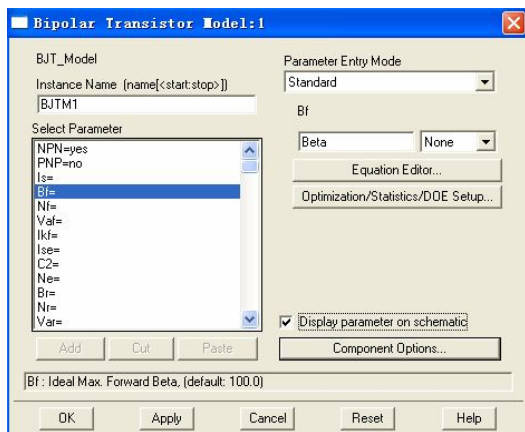 Bipolar Transistor Model:1
BJT_Model
Instance Name (name[<start:stop>])
BJTM1
Select Parameter
NPN=yes
PNP=no
Is=
Bf=
Nf=
Vaf=
Ikf=
Ise=
C2=
Ne=
Br=
Nr=
Var=
Add Cut Paste
Parameter Entry Mode
Standard
Bf
Beta None
Equation Editor...
Optimization/Statistics/DOE Setup...
Display parameter on schematic
Component Options...
Bf : Ideal Max. Forward Beta, (default: 100.0)
OK Apply Cancel Reset Help